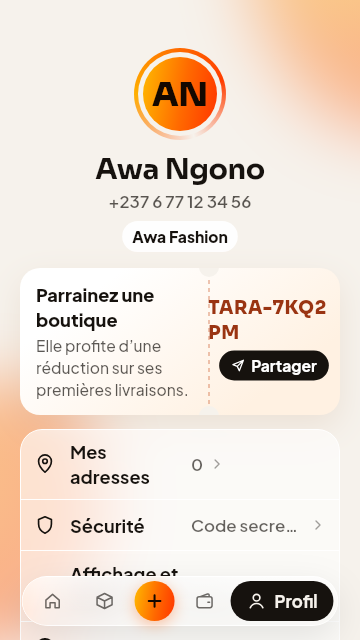 AN
Awa Ngono
+237 6 77 12 34 56
Awa Fashion
Parrainez une
boutique
Elle profite d’une
réduction sur ses
premières livraisons.
TARA-7KQ2
PM
Partager
Mes
adresses
0
Sécurité
Code secre…
Affichage et
Profil